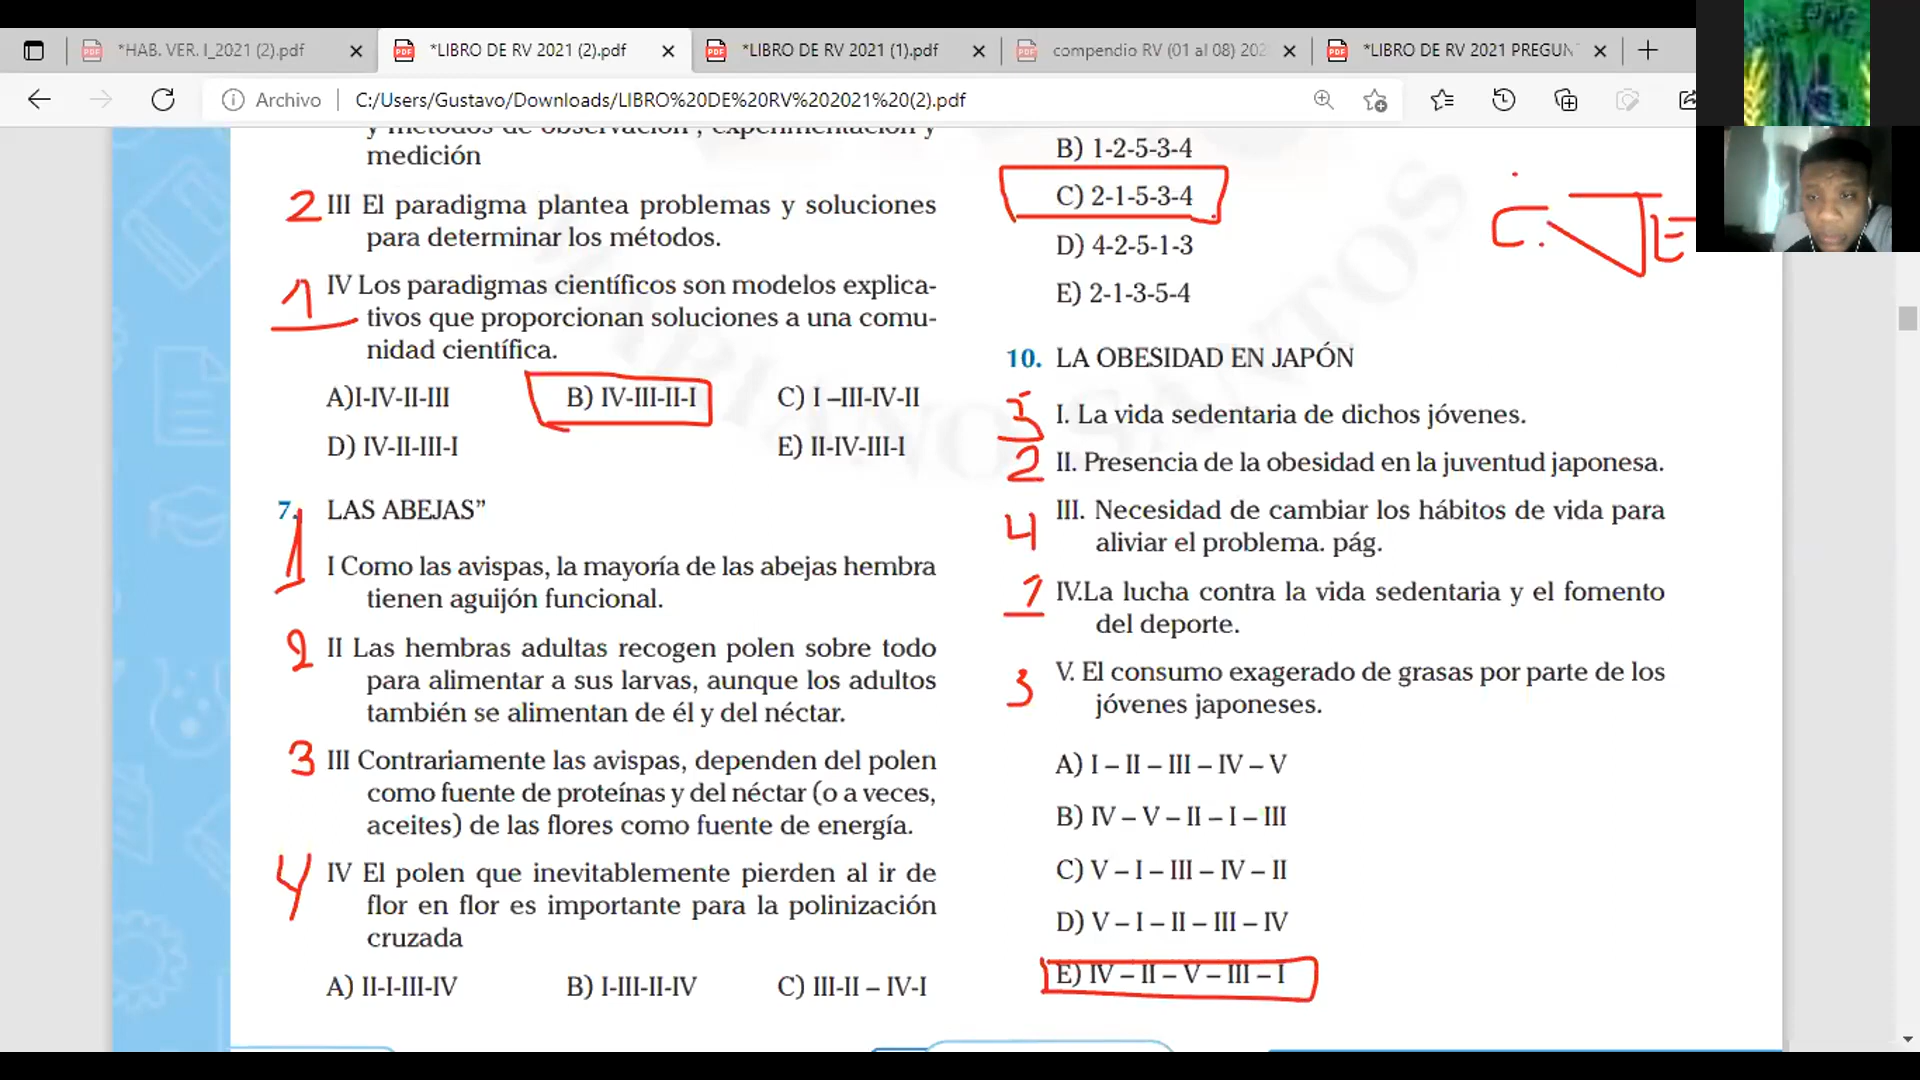 *HAB. VER. I_2021 (2).pdf
*LIBRO DE RV 2021 (2).pdf
*LIBRO DE RV 2021 (1).pdf
compendio RV (01 al 08) 202
*LIBRO DE RV 2021 PREGUN
Archivo
C:/Users/Gustavo/Downloads/LIBRO%20DE%20RV%202021%20(2).pdf
y métodos de observación , experimentación y
medición
2 III El paradigma plantea problemas y soluciones
para determinar los métodos.
1 IV Los paradigmas científicos son modelos explica-
tivos que proporcionan soluciones a una comu-
nidad científica.
A)I-IV-II-III
B) IV-III-II-I
C) I –III-IV-II
D) IV-II-III-I
E) II-IV-III-I
7. LAS ABEJAS”
1 I Como las avispas, la mayoría de las abejas hembra
tienen aguijón funcional.
2 II Las hembras adultas recogen polen sobre todo
para alimentar a sus larvas, aunque los adultos
también se alimentan de él y del néctar.
3 III Contrariamente las avispas, dependen del polen
como fuente de proteínas y del néctar (o a veces,
aceites) de las flores como fuente de energía.
4 IV El polen que inevitablemente pierden al ir de
flor en flor es importante para la polinización
cruzada
A) II-I-III-IV
B) I-III-II-IV
C) III-II – IV-I
B) 1-2-5-3-4
C) 2-1-5-3-4
D) 4-2-5-1-3
E) 2-1-3-5-4
C. E
10. LA OBESIDAD EN JAPÓN
5 I. La vida sedentaria de dichos jóvenes.
2 II. Presencia de la obesidad en la juventud japonesa.
4 III. Necesidad de cambiar los hábitos de vida para
aliviar el problema. pág.
1 IV.La lucha contra la vida sedentaria y el fomento
del deporte.
3 V. El consumo exagerado de grasas por parte de los
jóvenes japoneses.
A) I – II – III – IV – V
B) IV – V – II – I – III
C) V – I – III – IV – II
D) V – I – II – III – IV
E) IV – II – V – III – I
MARIANO SANTOS